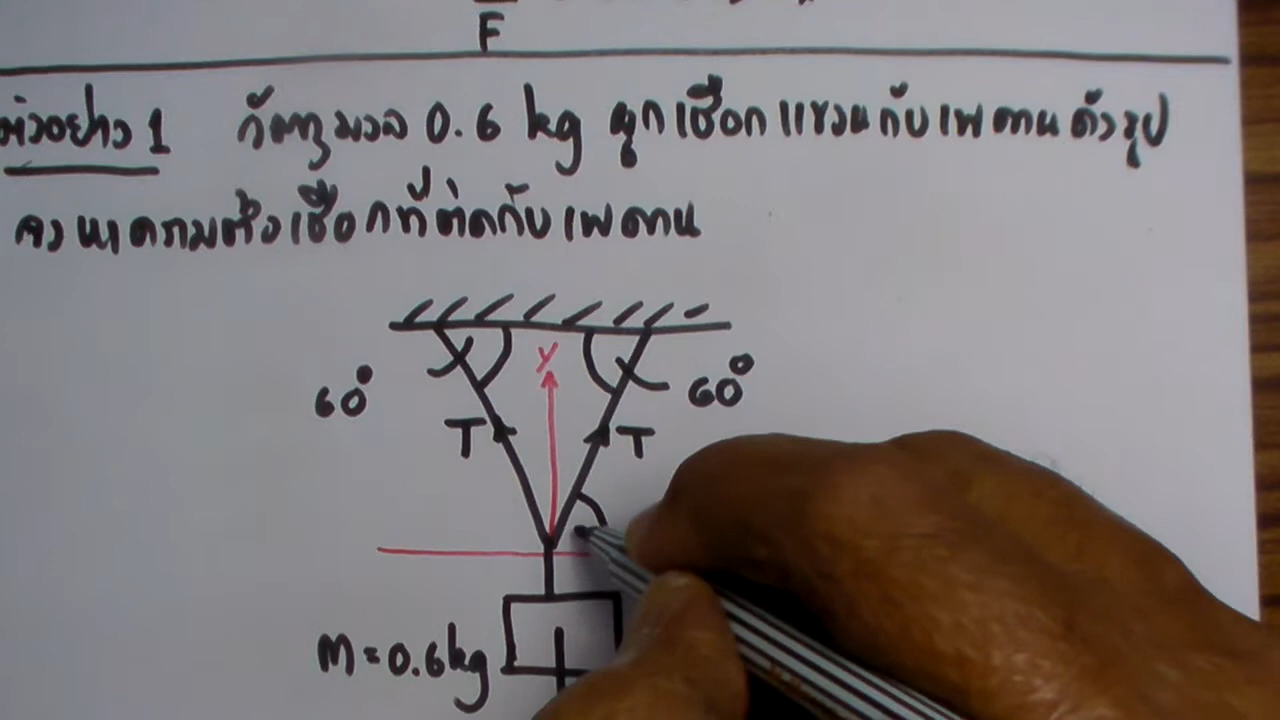 F
ตัวอย่าง 1 วัตถุมวล 0.6 kg ผูกเชือกแขวนกับเพดานดังรูป
จงหาความตึงเชือกที่ติดกับเพดาน
y
60° 60°
T T
m = 0.6kg